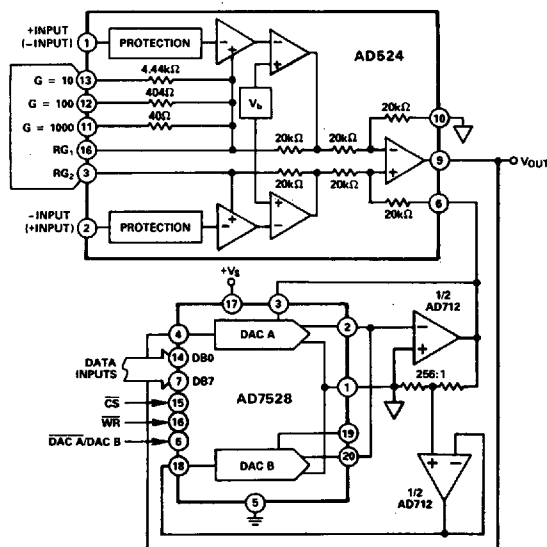 +INPUT
(−INPUT)
1
PROTECTION
AD524
G = 10
13
4.44kΩ
G = 100
12
404Ω
G = 1000
11
40Ω
Vb
RG1
16
20kΩ
20kΩ
20kΩ
10
RG2
3
20kΩ
20kΩ
20kΩ
9
VOUT
−INPUT
(+INPUT)
2
PROTECTION
6
+VS
17
3
1/2
AD712
4
DAC A
2
DATA
INPUTS
14
DB0
7
DB7
AD7528
1
256:1
CS
15
WR
16
DAC A/DAC B
6
19
20
18
DAC B
1/2
AD712
5